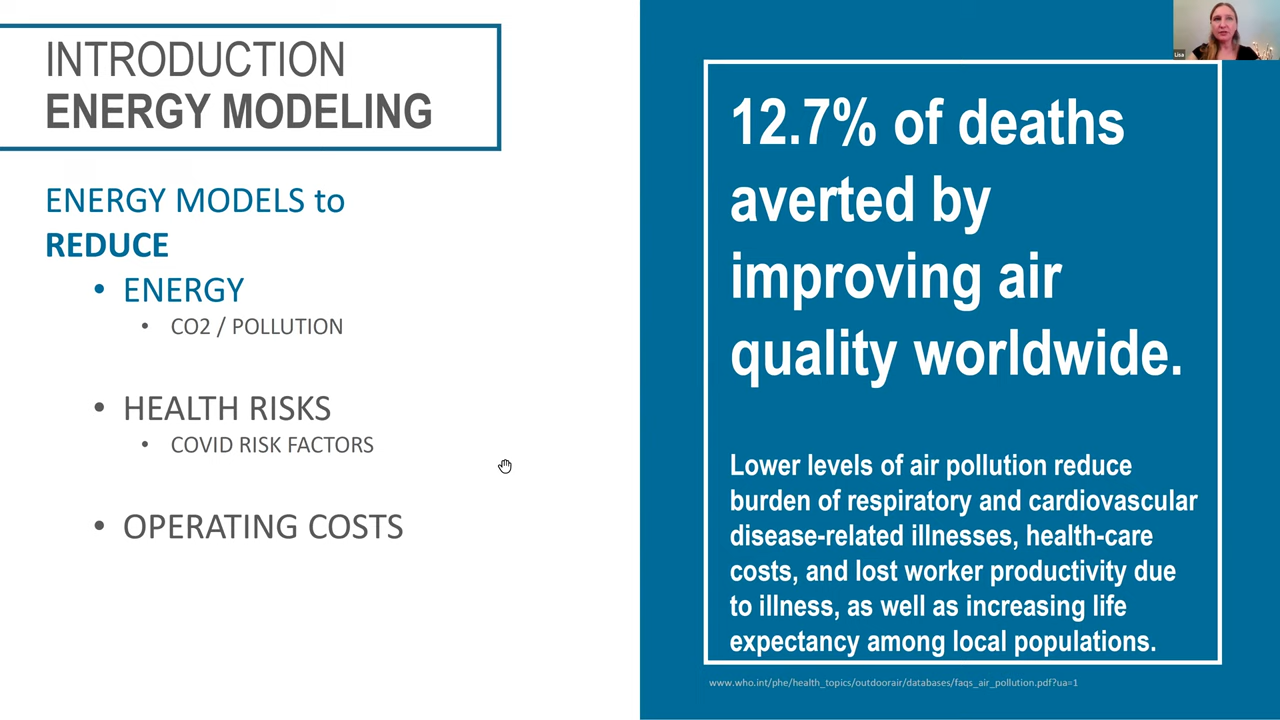 INTRODUCTION
ENERGY MODELING
ENERGY MODELS to
REDUCE
• ENERGY
• CO2 / POLLUTION
• HEALTH RISKS
• COVID RISK FACTORS
• OPERATING COSTS
Lisa
12.7% of deaths
averted by
improving air
quality worldwide.
Lower levels of air pollution reduce
burden of respiratory and cardiovascular
disease-related illnesses, health-care
costs, and lost worker productivity due
to illness, as well as increasing life
expectancy among local populations.
www.who.int/phe/health_topics/outdoorair/databases/faqs_air_pollution.pdf?ua=1